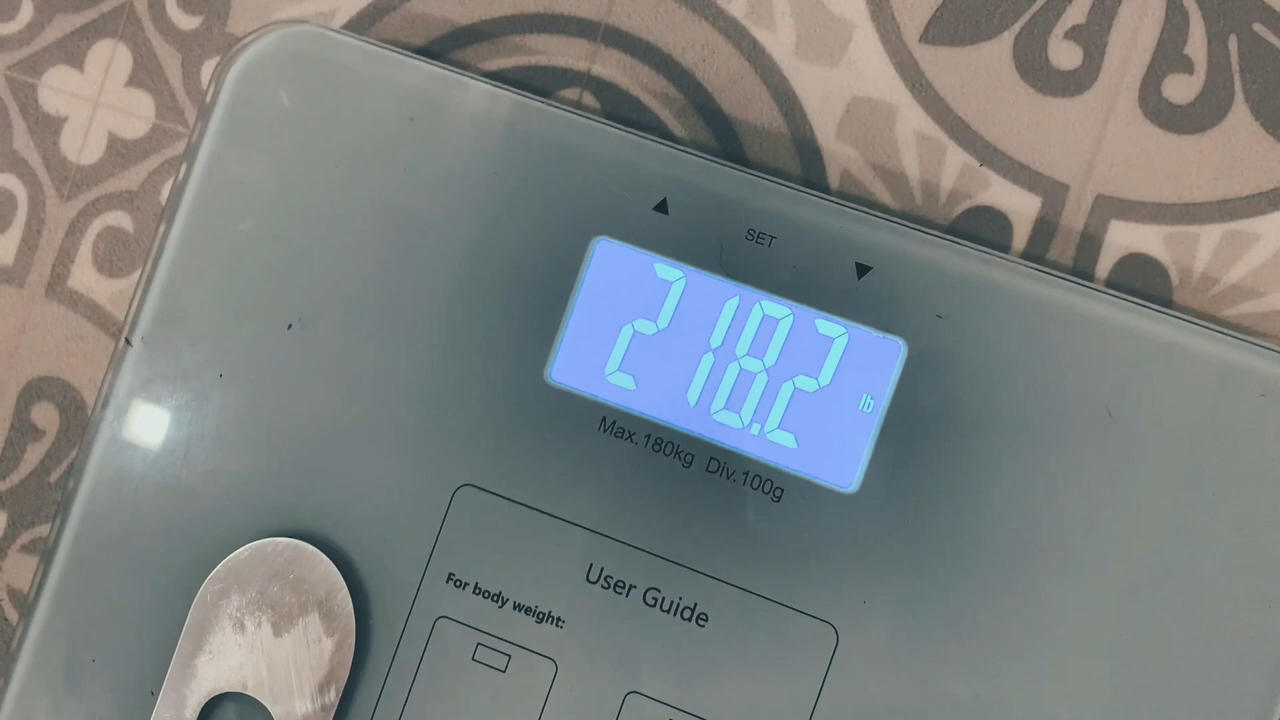 ▲ SET ▼
218.2 lb
Max.180kg Div.100g
User Guide
For body weight: